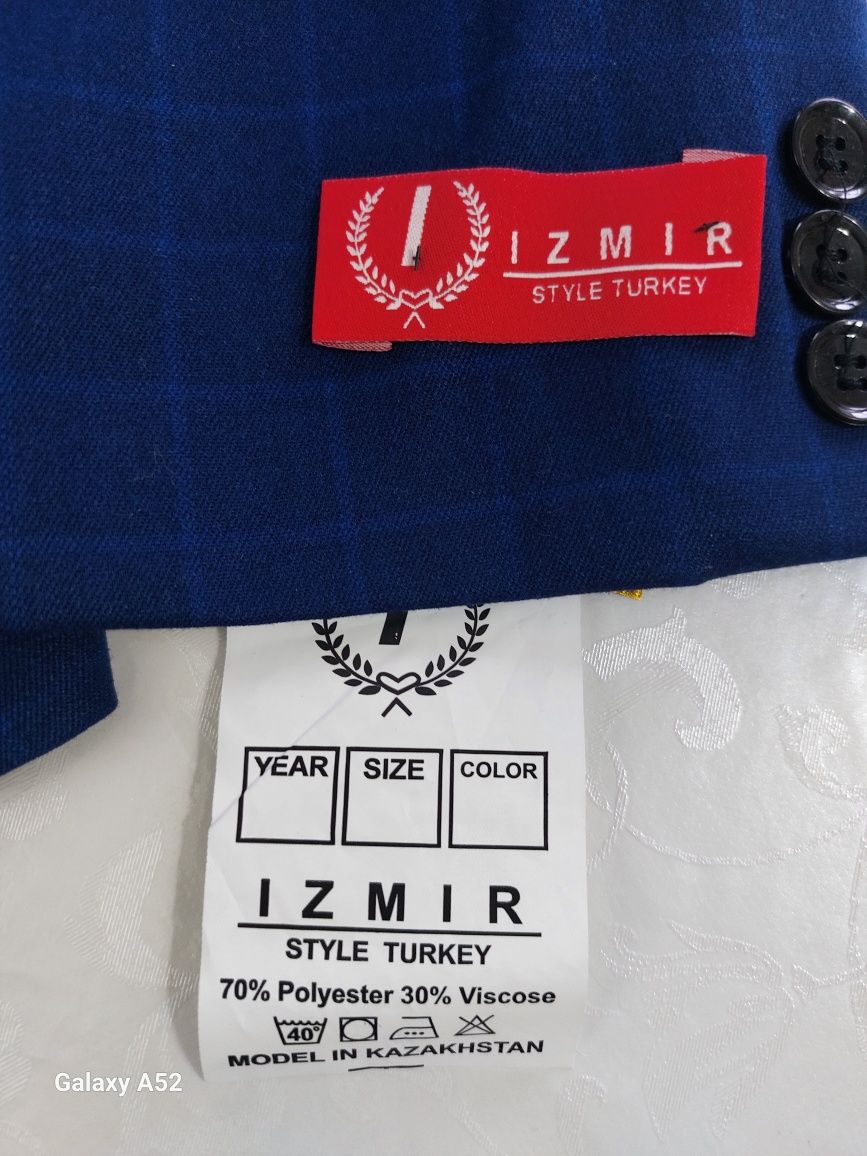 I
IZMIR
STYLE TURKEY
YEAR SIZE COLOR
IZMIR
STYLE TURKEY
70% Polyester 30% Viscose
40°
MODEL IN KAZAKHSTAN
Galaxy A52